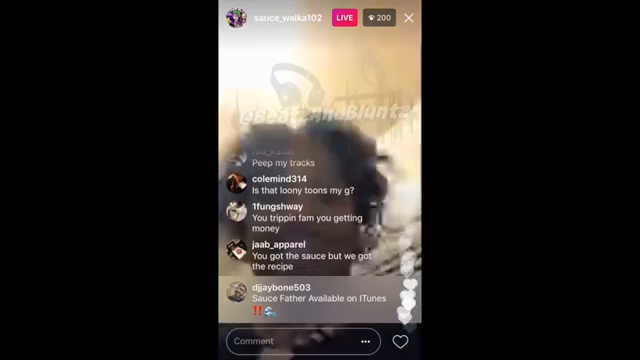 sauce_walka102 LIVE 200
@BeatzAndBluntz
Peep my tracks
colemind314
Is that loony toons my g?
1fungshway
You trippin fam you getting
money
jaab_apparel
You got the sauce but we got
the recipe
djjaybone503
Sauce Father Available on ITunes
‼️🌊
Comment